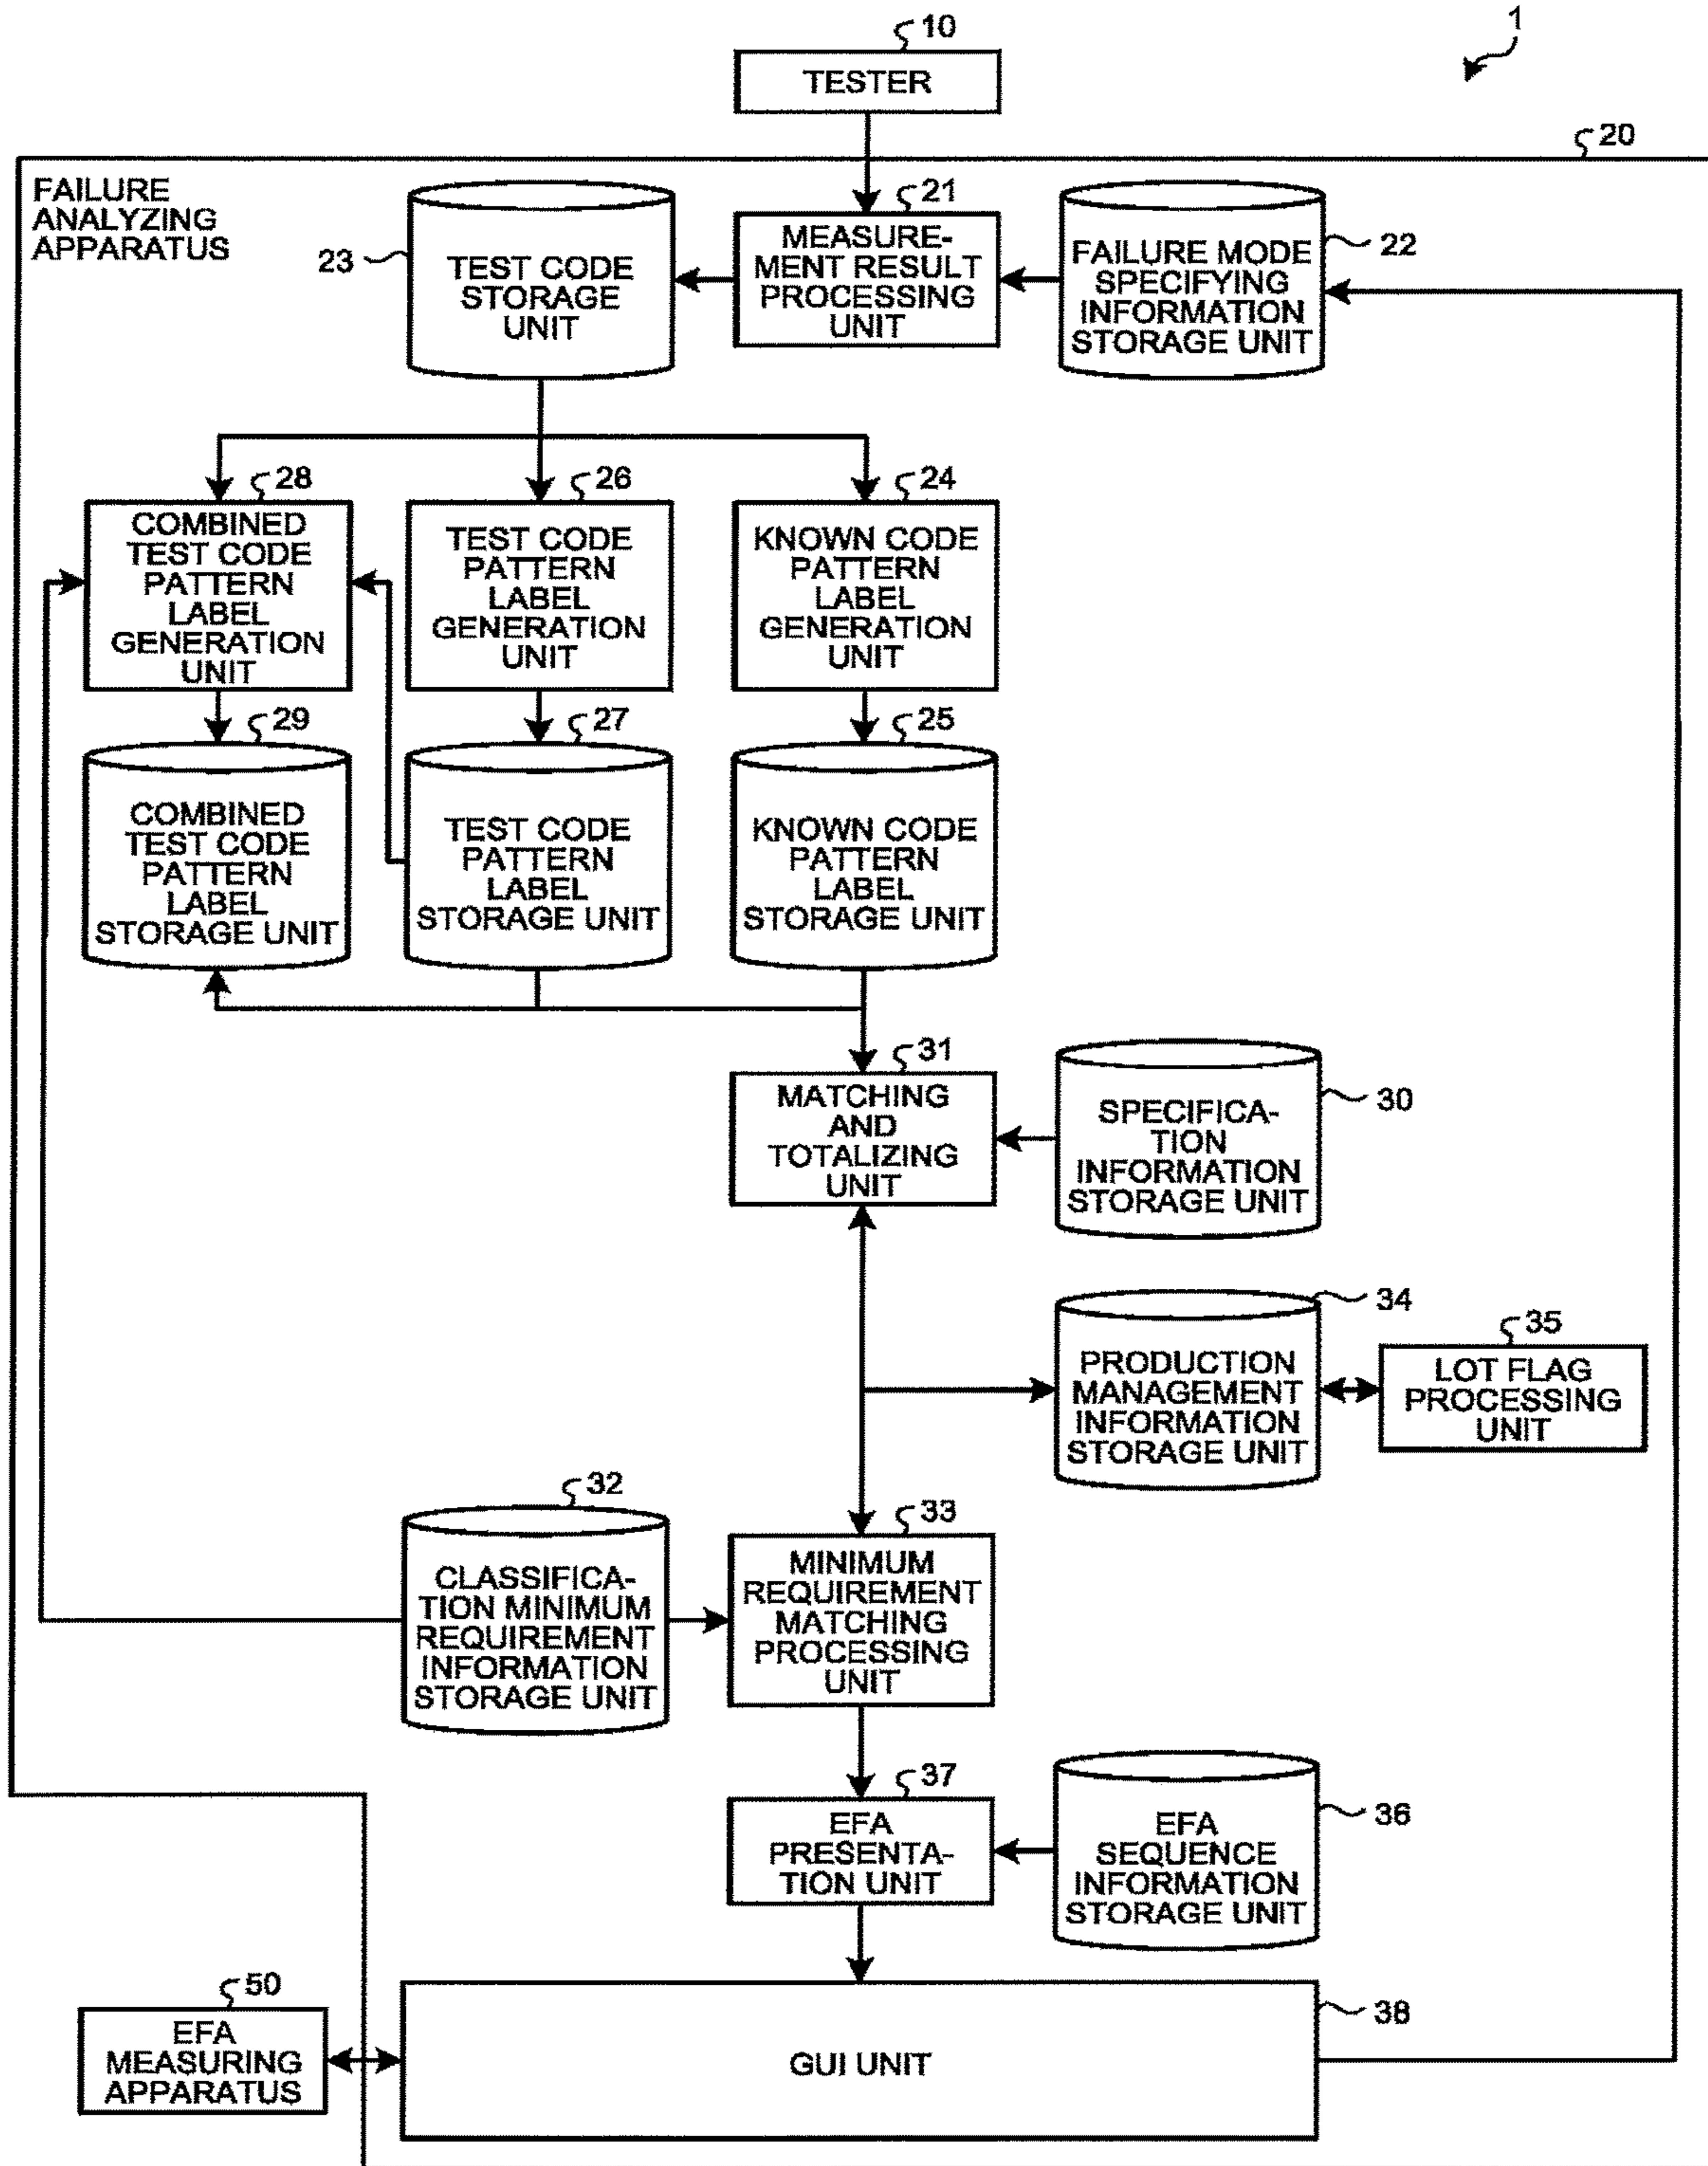 1
10
TESTER
20
FAILURE
ANALYZING
APPARATUS
23
TEST CODE
STORAGE
UNIT
21
MEASURE-
MENT RESULT
PROCESSING
UNIT
22
FAILURE MODE
SPECIFYING
INFORMATION
STORAGE UNIT
28
COMBINED
TEST CODE
PATTERN
LABEL
GENERATION
UNIT
26
TEST CODE
PATTERN
LABEL
GENERATION
UNIT
24
KNOWN CODE
PATTERN
LABEL
GENERATION
UNIT
29
COMBINED
TEST CODE
PATTERN
LABEL
STORAGE UNIT
27
TEST CODE
PATTERN
LABEL
STORAGE UNIT
25
KNOWN CODE
PATTERN
LABEL
STORAGE UNIT
31
MATCHING
AND
TOTALIZING
UNIT
30
SPECIFICA-
TION
INFORMATION
STORAGE UNIT
34
PRODUCTION
MANAGEMENT
INFORMATION
STORAGE UNIT
35
LOT FLAG
PROCESSING
UNIT
32
CLASSIFICA-
TION MINIMUM
REQUIREMENT
INFORMATION
STORAGE UNIT
33
MINIMUM
REQUIREMENT
MATCHING
PROCESSING
UNIT
37
EFA
PRESENTA-
TION UNIT
36
EFA
SEQUENCE
INFORMATION
STORAGE UNIT
50
EFA
MEASURING
APPARATUS
38
GUI UNIT